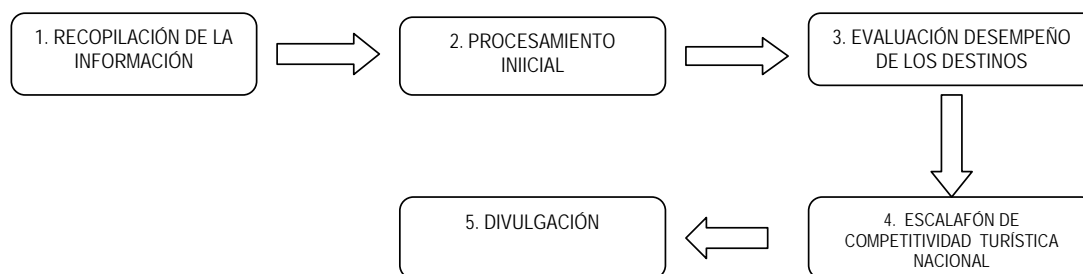 1. RECOPILACIÓN DE LA
INFORMACIÓN
2. PROCESAMIENTO
INIICIAL
3. EVALUACIÓN DESEMPEÑO
DE LOS DESTINOS
4. ESCALAFÓN DE
COMPETITIVIDAD TURÍSTICA
NACIONAL
5. DIVULGACIÓN